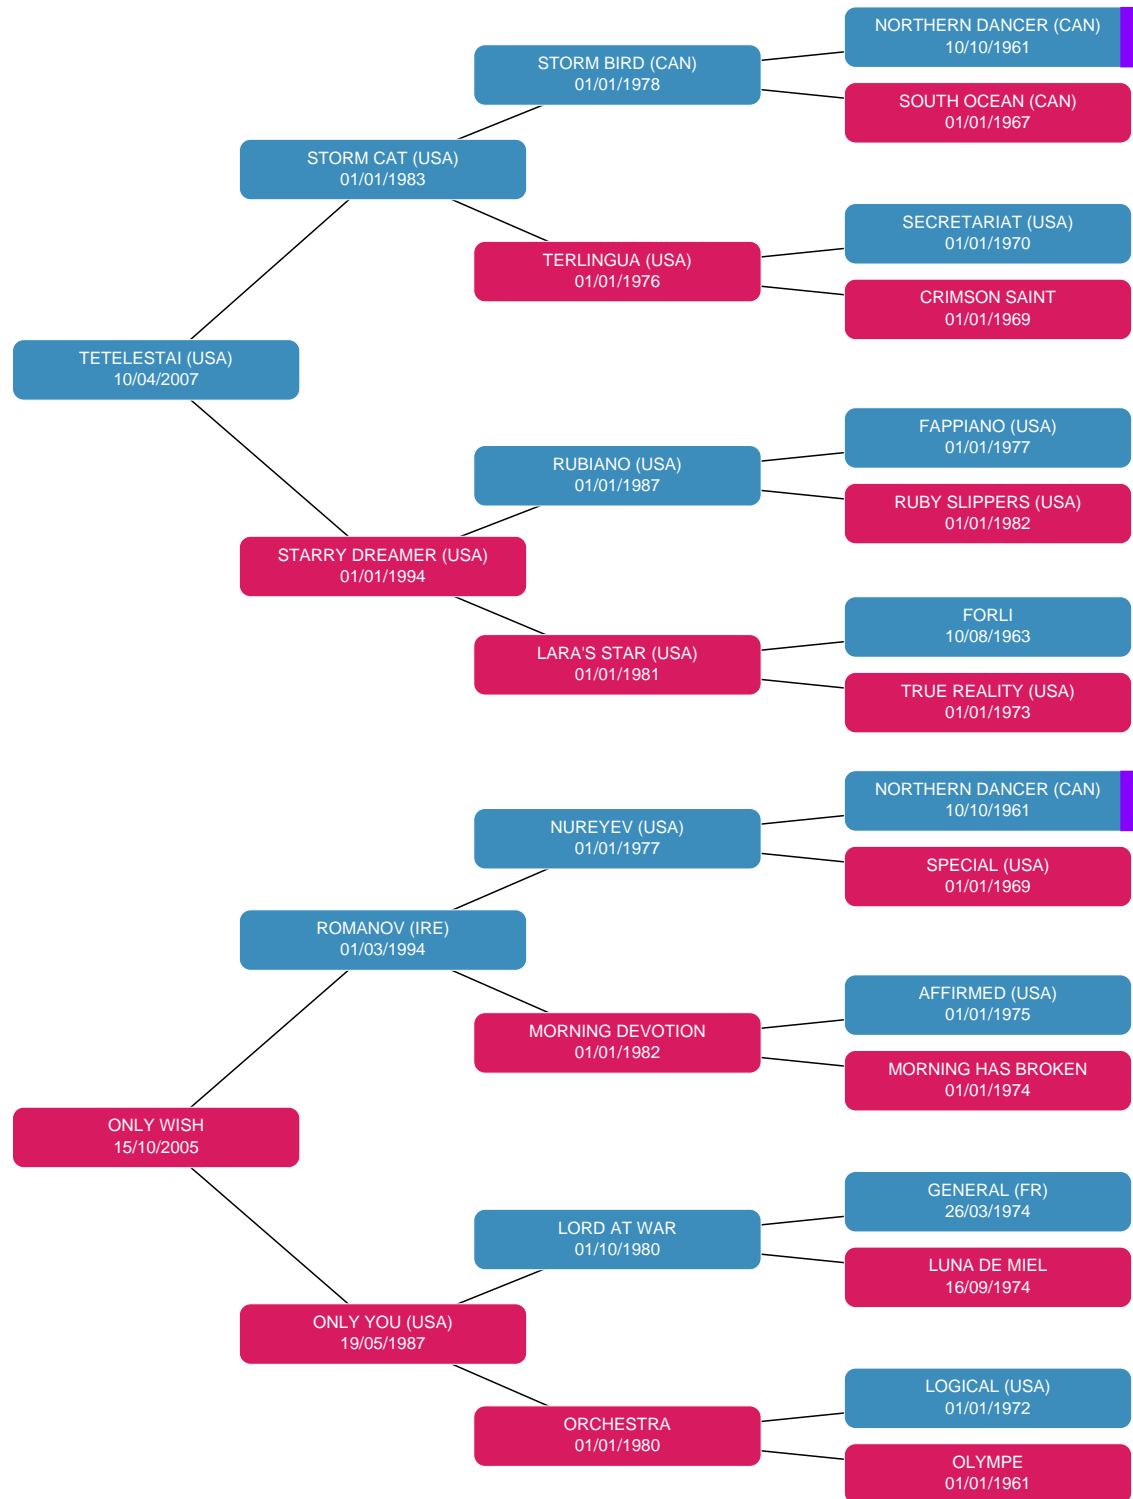 NORTHERN DANCER (CAN)
10/10/1961
STORM BIRD (CAN)
01/01/1978
SOUTH OCEAN (CAN)
01/01/1967
STORM CAT (USA)
01/01/1983
SECRETARIAT (USA)
01/01/1970
TERLINGUA (USA)
01/01/1976
CRIMSON SAINT
01/01/1969
TETELESTAI (USA)
10/04/2007
FAPPIANO (USA)
01/01/1977
RUBIANO (USA)
01/01/1987
RUBY SLIPPERS (USA)
01/01/1982
STARRY DREAMER (USA)
01/01/1994
FORLI
10/08/1963
LARA'S STAR (USA)
01/01/1981
TRUE REALITY (USA)
01/01/1973
NORTHERN DANCER (CAN)
10/10/1961
NUREYEV (USA)
01/01/1977
SPECIAL (USA)
01/01/1969
ROMANOV (IRE)
01/03/1994
AFFIRMED (USA)
01/01/1975
MORNING DEVOTION
01/01/1982
MORNING HAS BROKEN
01/01/1974
ONLY WISH
15/10/2005
GENERAL (FR)
26/03/1974
LORD AT WAR
01/10/1980
LUNA DE MIEL
16/09/1974
ONLY YOU (USA)
19/05/1987
LOGICAL (USA)
01/01/1972
ORCHESTRA
01/01/1980
OLYMPE
01/01/1961